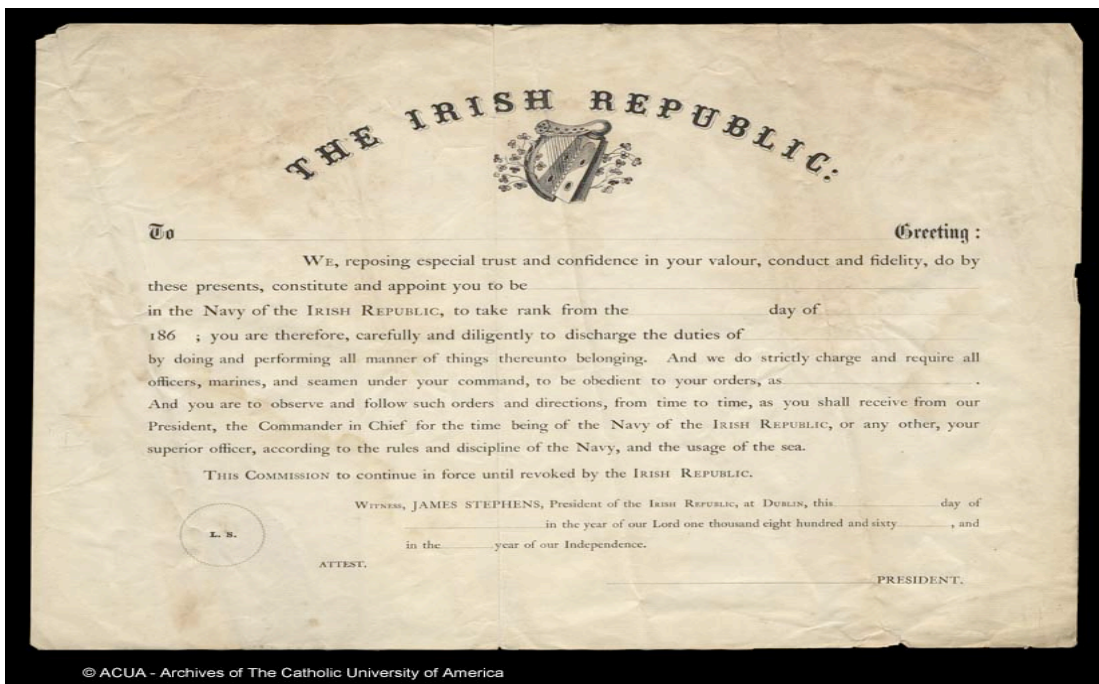 THE IRISH REPUBLIC:
To Greeting :
WE, reposing especial trust and confidence in your valour, conduct and fidelity, do by
these presents, constitute and appoint you to be
in the Navy of the IRISH REPUBLIC, to take rank from the day of
186 ; you are therefore, carefully and diligently to discharge the duties of
by doing and performing all manner of things thereunto belonging. And we do strictly charge and require all
officers, marines, and seamen under your command, to be obedient to your orders, as .
And you are to observe and follow such orders and directions, from time to time, as you shall receive from our
President, the Commander in Chief for the time being of the Navy of the IRISH REPUBLIC, or any other, your
superior officer, according to the rules and discipline of the Navy, and the usage of the sea.
THIS COMMISSION to continue in force until revoked by the IRISH REPUBLIC.
WITNESS, JAMES STEPHENS, President of the IRISH REPUBLIC, at DUBLIN, this day of
in the year of our Lord one thousand eight hundred and sixty , and
L. S.
in the year of our Independence.
ATTEST.
PRESIDENT.
© ACUA - Archives of The Catholic University of America